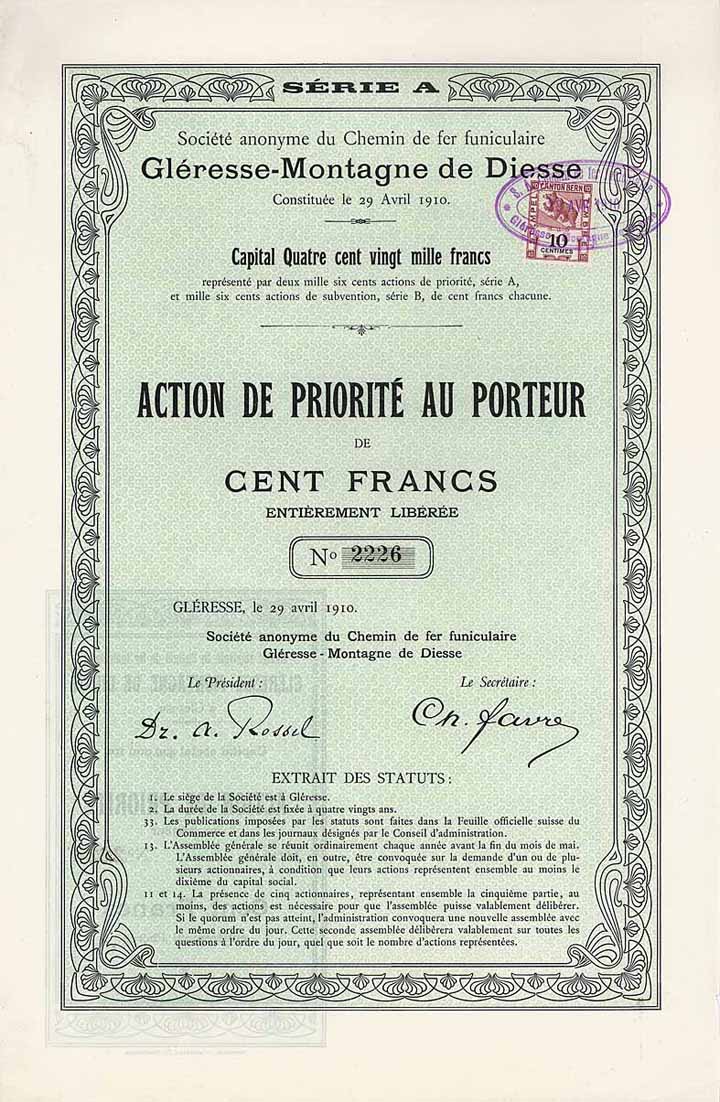 SÉRIE A
Société anonyme du Chemin de fer funiculaire
Gléresse-Montagne de Diesse
Constituée le 29 Avril 1910.
CANTON BERN
10
CENTIMES
Capital Quatre cent vingt mille francs
représenté par deux mille six cents actions de priorité, série A,
et mille six cents actions de subvention, série B, de cent francs chacune.
ACTION DE PRIORITÉ AU PORTEUR
DE
CENT FRANCS
ENTIÈREMENT LIBÉRÉE
No 2226
GLÉRESSE, le 29 avril 1910.
Société anonyme du Chemin de fer funiculaire
Gléresse - Montagne de Diesse
Le Président : Le Secrétaire :
Dr. A. Rossel Ch. Favre
EXTRAIT DES STATUTS :
1. Le siège de la Société est à Gléresse.
2. La durée de la Société est fixée à quatre vingts ans.
33. Les publications imposées par les statuts sont faites dans la Feuille officielle suisse du
Commerce et dans les journaux désignés par le Conseil d'administration.
13. L'Assemblée générale se réunit ordinairement chaque année avant la fin du mois de mai.
L'Assemblée générale doit, en outre, être convoquée sur la demande d'un ou de plu-
sieurs actionnaires, à condition que leurs actions représentent ensemble au moins le
dixième du capital social.
11 et 14. La présence de cinq actionnaires, représentant ensemble la cinquième partie, au
moins, des actions est nécessaire pour que l'assemblée puisse valablement délibérer.
Si le quorum n'est pas atteint, l'administration convoquera une nouvelle assemblée avec
le même ordre du jour. Cette seconde assemblée délibèrera valablement sur toutes les
questions à l'ordre du jour, quel que soit le nombre d'actions représentées.